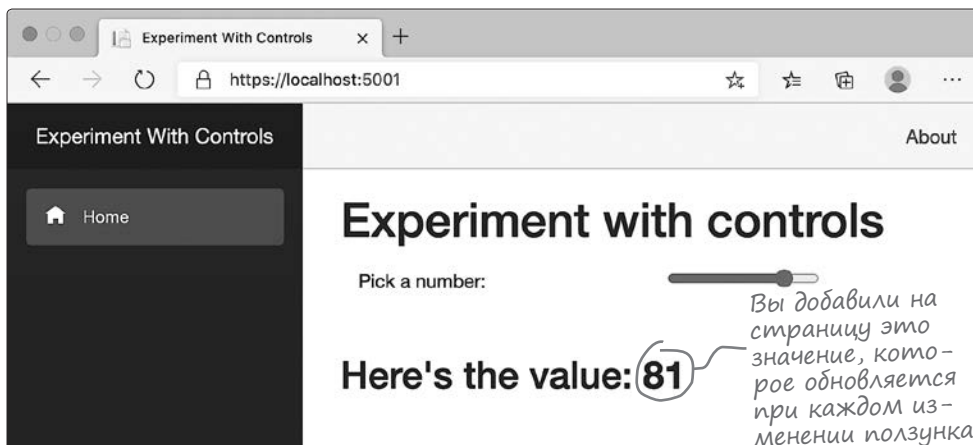 Experiment With Controls
https://localhost:5001
Experiment With Controls
About
Home
Experiment with controls
Pick a number:
Here's the value: 81
Вы добавили на
страницу это
значение, кото-
рое обновляется
при каждом из-
менении ползунка